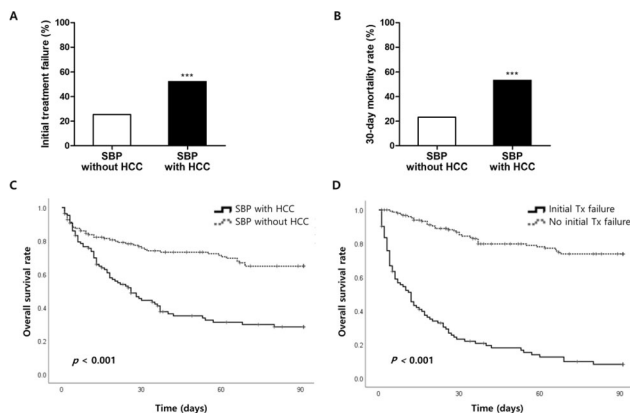 A
Initial treatment failure (%)
100
80
60
40
20
0
***
SBP
without HCC
SBP
with HCC
B
30-day mortality rate (%)
100
80
60
40
20
0
***
SBP
without HCC
SBP
with HCC
C
SBP with HCC
SBP without HCC
Overall survival rate
1.0
0.8
0.6
0.4
0.2
0.0
p < 0.001
0
30
60
90
Time (days)
D
Initial Tx failure
No initial Tx failure
Overall survival rate
1.0
0.8
0.6
0.4
0.2
0.0
p < 0.001
0
30
60
90
Time (days)